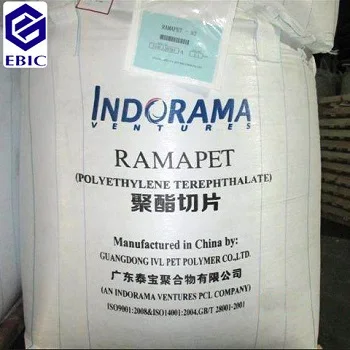 EBIC
RAMAPET - N2
INDORAMA
VENTURES
RAMAPET
(POLYETHYLENE TEREPHTHALATE)
聚酯切片
Manufactured in China by:
GUANGDONG IVL PET POLYMER CO.,LTD.
广东泰宝聚合物有限公司
(AN INDORAMA VENTURES PCL COMPANY)
ISO9001:2008&ISO14001:2004,GB/T 28001-2001